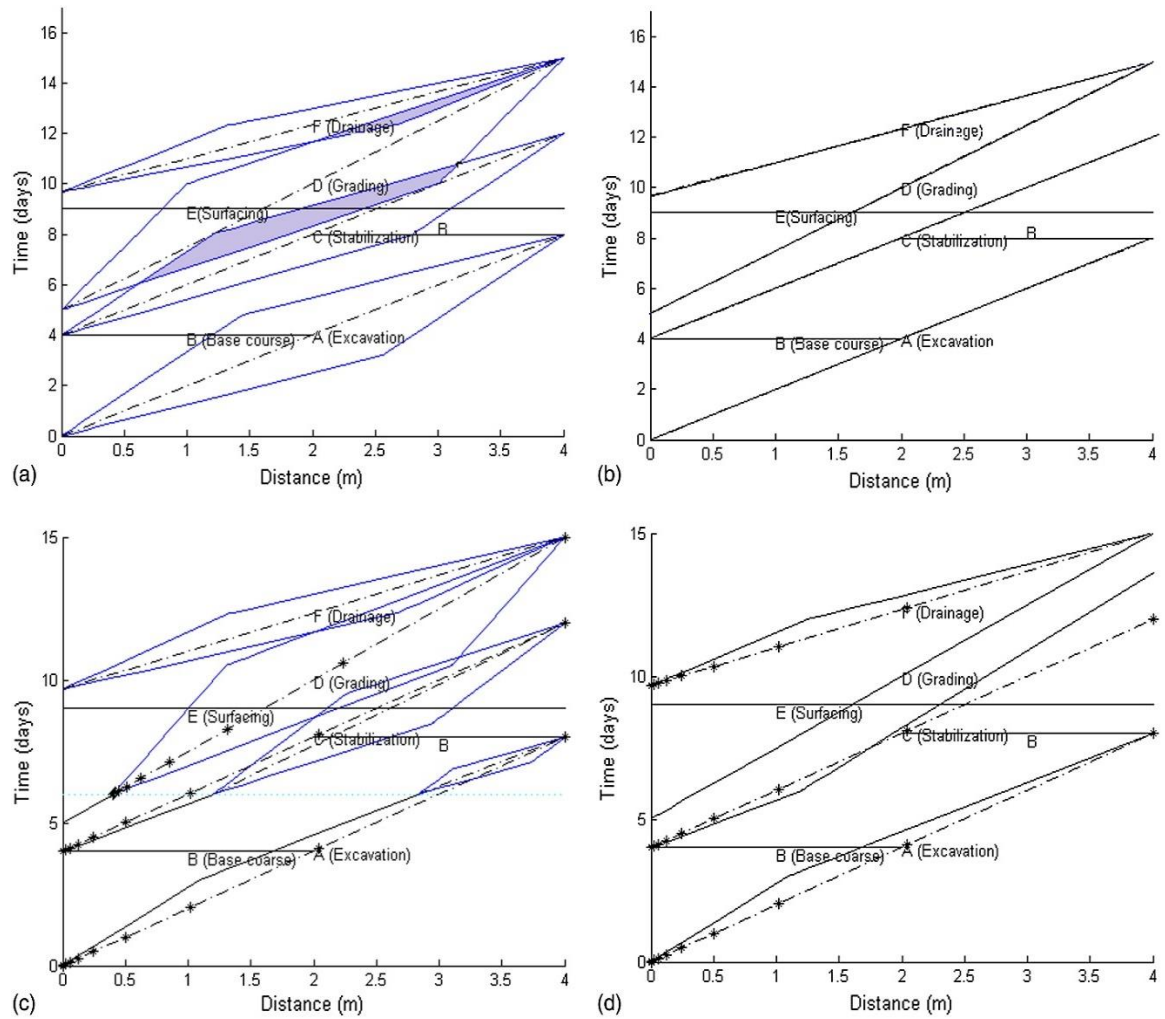 16
14
12
10
8
6
4
2
0
Time (days)
F (Drainage)
D (Grading)
E(Surfacing)
C (Stabilization)
B
B (Base course)
A (Excavation
0 0.5 1 1.5 2 2.5 3 3.5 4
Distance (m)
(a)
16
14
12
10
8
6
4
2
0
Time (days)
F (Drainage)
D (Grading)
E(Surfacing)
C (Stabilization)
B
B (Base course)
A (Excavation
0 0.5 1 1.5 2 2.5 3 3.5 4
Distance (m)
(b)
15
10
5
0
Time (days)
F (Drainage)
D (Grading)
E (Surfacing)
C (Stabilization)
B
B (Base coarse)
A (Excavation)
0 0.5 1 1.5 2 2.5 3 3.5 4
Distance (m)
(c)
15
10
5
0
Time (days)
F (Drainage)
D (Grading)
E (Surfacing)
C (Stabilization)
B
B (Base coarse)
A (Excavation)
0 0.5 1 1.5 2 2.5 3 3.5 4
Distance (m)
(d)